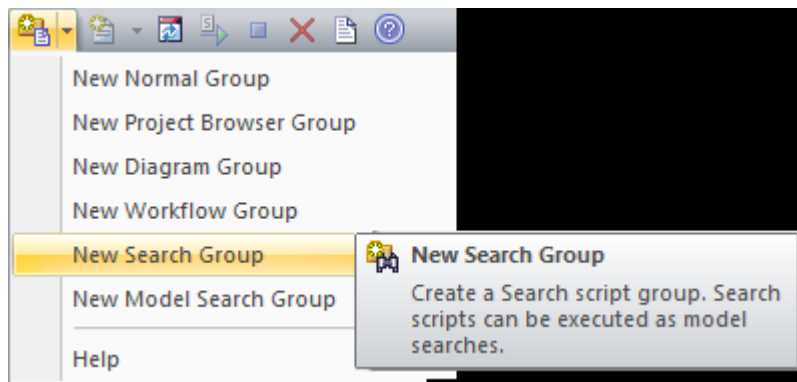 New Normal Group
New Project Browser Group
New Diagram Group
New Workflow Group
New Search Group
New Model Search Group
Help
New Search Group
Create a Search script group. Search
scripts can be executed as model
searches.